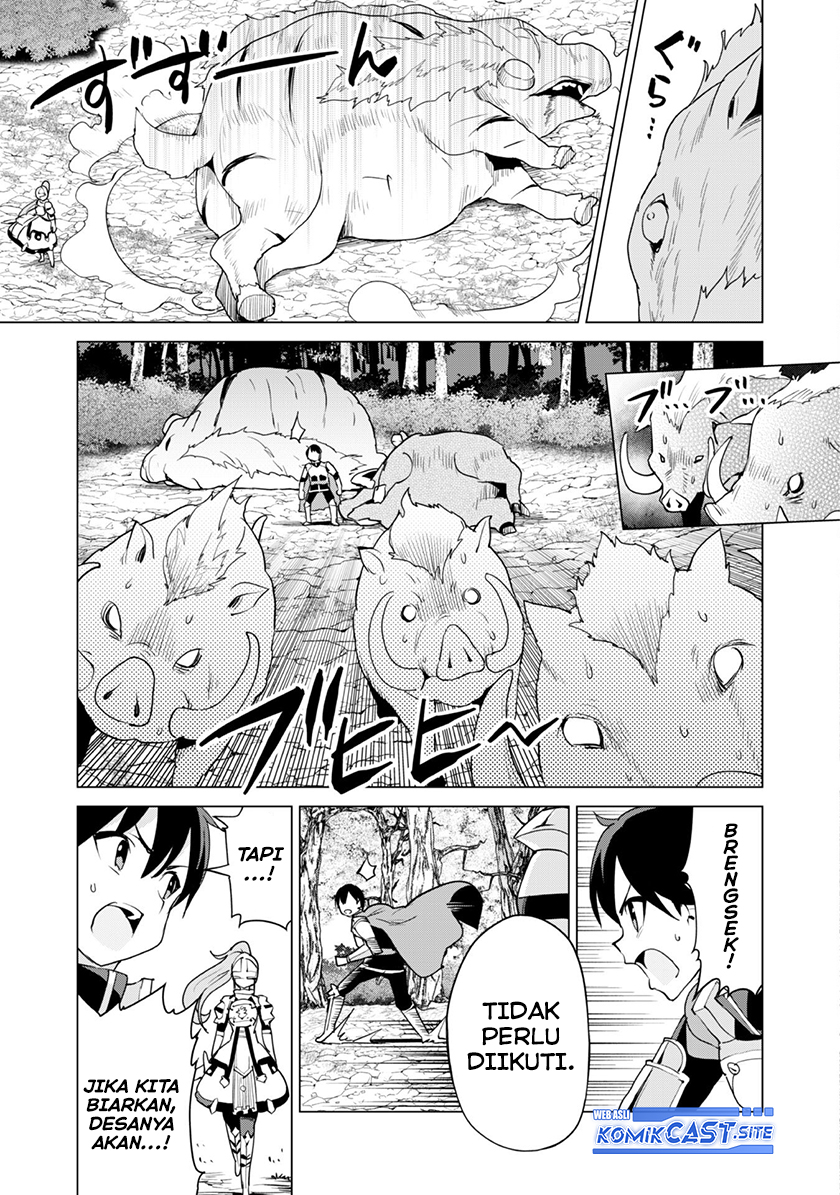 ぐら…
ずずーん
ブ… ブ…
ブヒヒ〜
BRENGSEK!
TIDAK
PERLU
DIIKUTI.
TAPI
...!
JIKA KITA
BIARKAN,
DESANYA
AKAN...!
WEB ASLI
KOMIKCAST.SITE